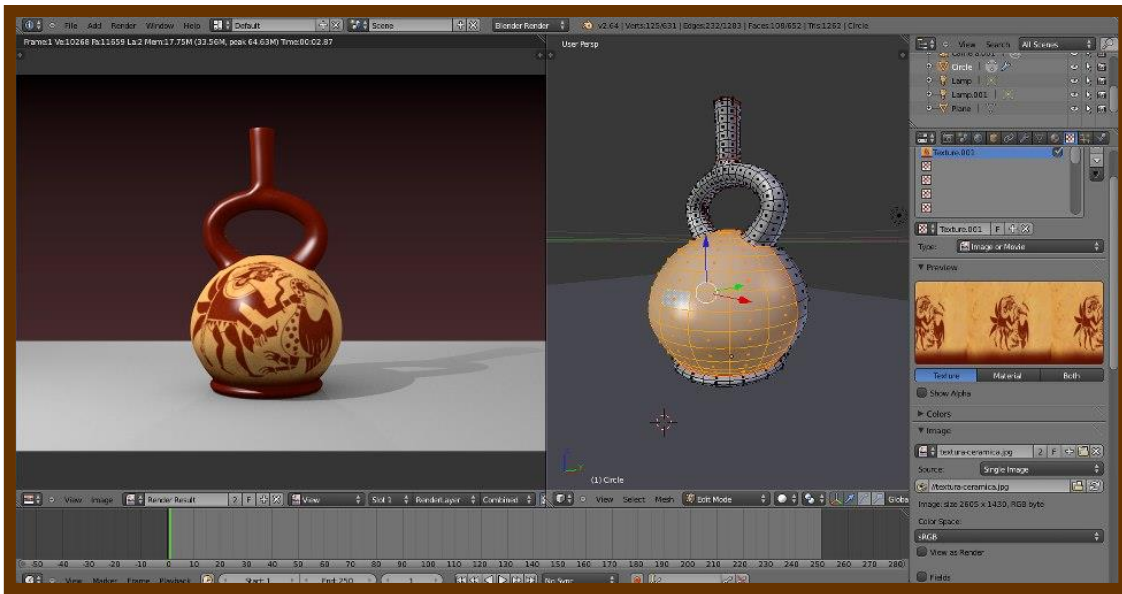 File Add Render Window Help Default Scene Blender Render v2.64 | Verts:125/631 | Edges:232/1283 | Faces:108/652 | Tris:1262 | Circle
Frame:1 Ve:10268 Fa:11659 La:2 Mem:17.75M (33.56M, peak 64.63M) Time:00:02.87
User Persp
(1) Circle
View Image Render Result 2 F View Slot 1 RenderLayer Combined
View Select Mesh Edit Mode Globa
-50 -40 -30 -20 -10 0 10 20 30 40 50 60 70 80 90 100 110 120 130 140 150 160 170 180 190 200 210 220 230 240 250 260 270 280
View Marker Frame Playback Start: 1 End: 250 1 No Sync
View Search All Scenes
Circle
Lamp
Lamp.001
Plane
Texture.001
Texture.001 F
Type: Image or Movie
Preview
Texture Material Both
Show Alpha
Colors
Image
textura-ceramica.jpg 2 F
Source: Single Image
//textura-ceramica.jpg
Image: size 2605 x 1430, RGB byte
Color Space:
sRGB
View as Render
Fields